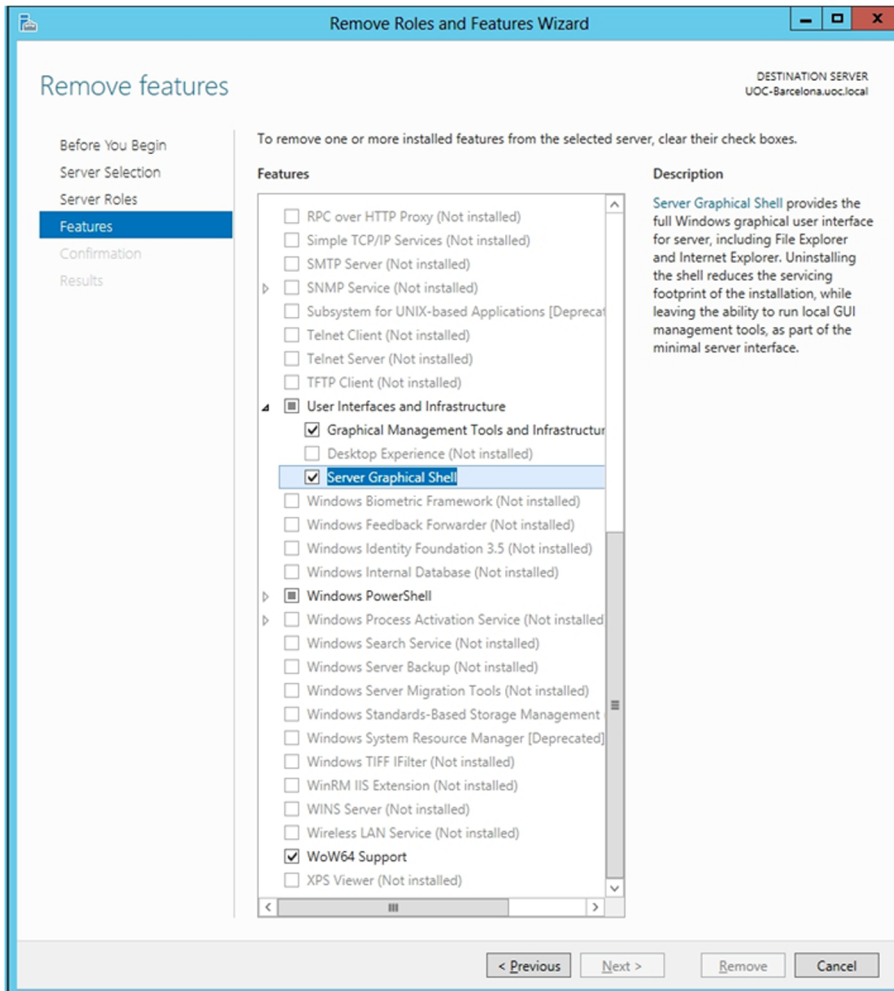 Remove Roles and Features Wizard
Remove features
DESTINATION SERVER
UOC-Barcelona.uoc.local
Before You Begin
Server Selection
Server Roles
Features
Confirmation
Results
To remove one or more installed features from the selected server, clear their check boxes.
Features
RPC over HTTP Proxy (Not installed)
Simple TCP/IP Services (Not installed)
SMTP Server (Not installed)
SNMP Service (Not installed)
Subsystem for UNIX-based Applications [Deprecat
Telnet Client (Not installed)
Telnet Server (Not installed)
TFTP Client (Not installed)
User Interfaces and Infrastructure
Graphical Management Tools and Infrastructur
Desktop Experience (Not installed)
Server Graphical Shell
Windows Biometric Framework (Not installed)
Windows Feedback Forwarder (Not installed)
Windows Identity Foundation 3.5 (Not installed)
Windows Internal Database (Not installed)
Windows PowerShell
Windows Process Activation Service (Not installed
Windows Search Service (Not installed)
Windows Server Backup (Not installed)
Windows Server Migration Tools (Not installed)
Windows Standards-Based Storage Management (
Windows System Resource Manager [Deprecated]
Windows TIFF IFilter (Not installed)
WinRM IIS Extension (Not installed)
WINS Server (Not installed)
Wireless LAN Service (Not installed)
WoW64 Support
XPS Viewer (Not installed)
Description
Server Graphical Shell provides the
full Windows graphical user interface
for server, including File Explorer
and Internet Explorer. Uninstalling
the shell reduces the servicing
footprint of the installation, while
leaving the ability to run local GUI
management tools, as part of the
minimal server interface.
< Previous
Next >
Remove
Cancel